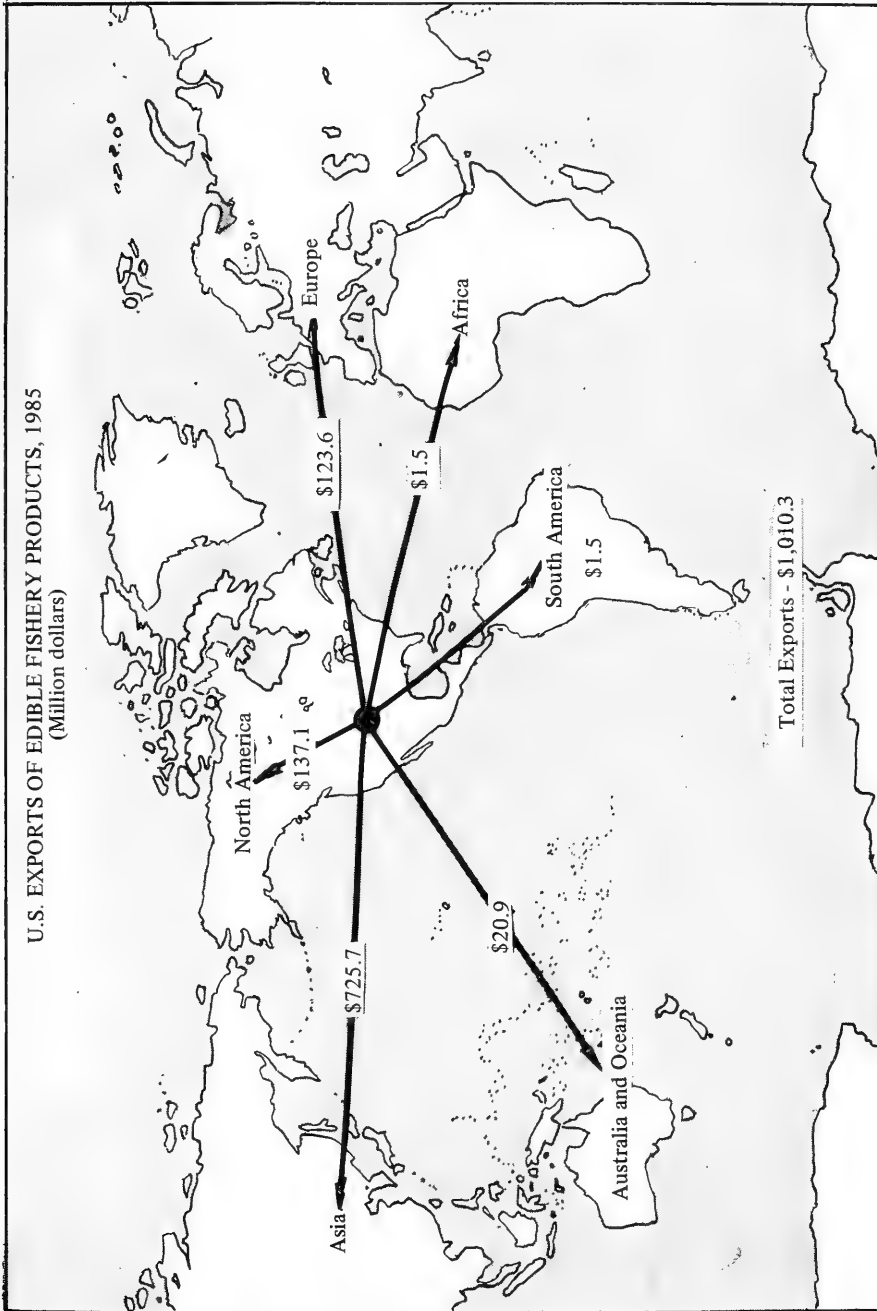 U.S. EXPORTS OF EDIBLE FISHERY PRODUCTS, 1985
(Million dollars)
North America
$137.1
Europe
$123.6
Asia
$725.7
Africa
$1.5
South America
$1.5
$20.9
Australia and Oceania
Total Exports - $1,010.3